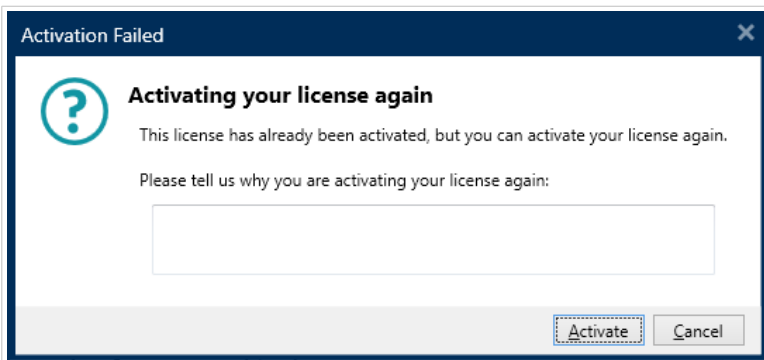 Activation Failed
Activating your license again
This license has already been activated, but you can activate your license again.
Please tell us why you are activating your license again:
Activate Cancel